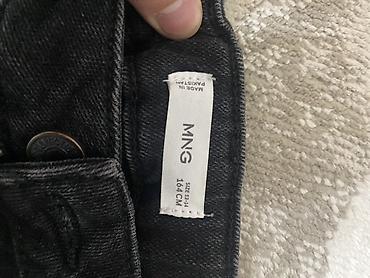 MADE IN
PAKISTAN
MNG
SIZE 13-14
164 CM